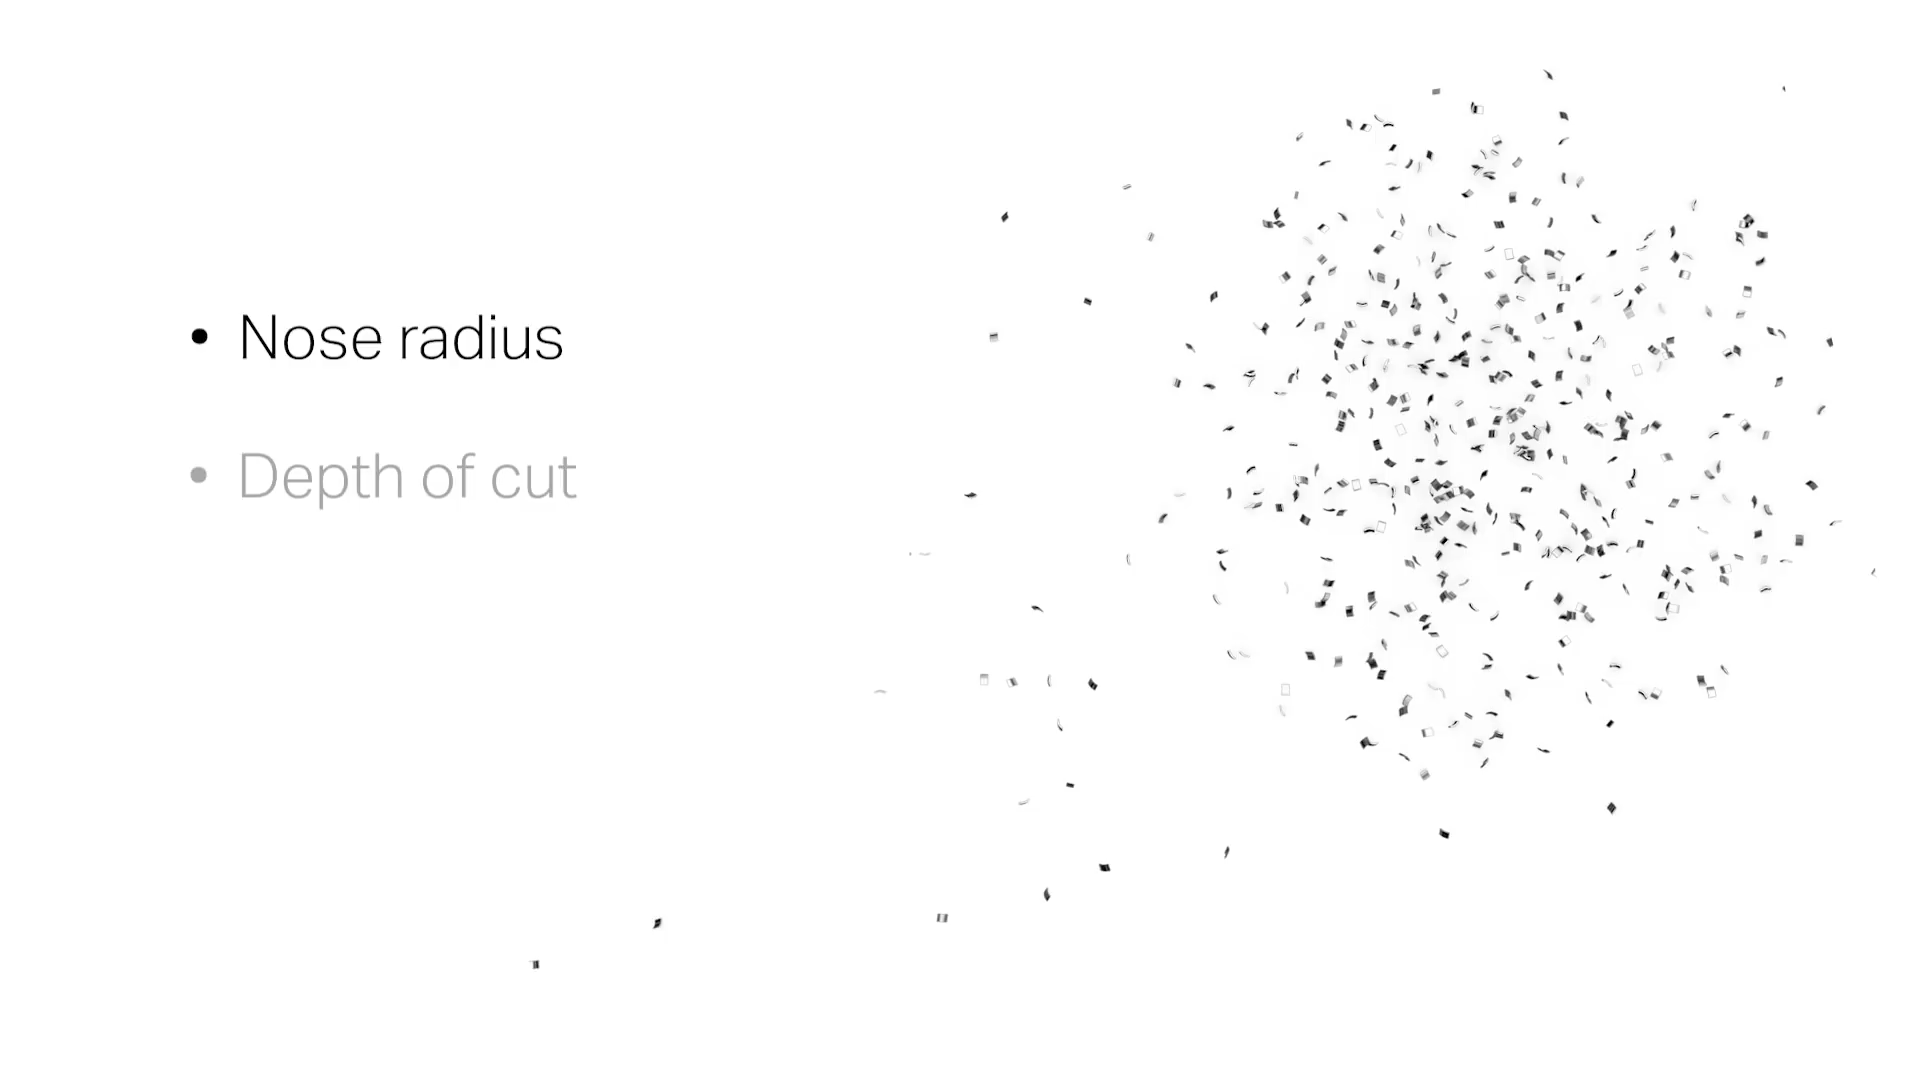 • Nose radius
• Depth of cut